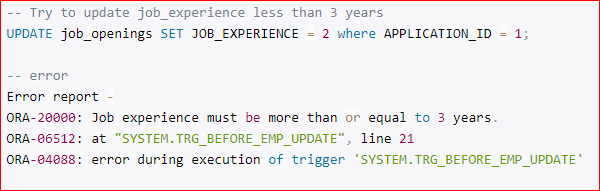 -- Try to update job_experience less than 3 years
UPDATE job_openings SET JOB_EXPERIENCE = 2 where APPLICATION_ID = 1;
-- error
Error report -
ORA-20000: Job experience must be more than or equal to 3 years.
ORA-06512: at "SYSTEM.TRG_BEFORE_EMP_UPDATE", line 21
ORA-04088: error during execution of trigger 'SYSTEM.TRG_BEFORE_EMP_UPDATE'